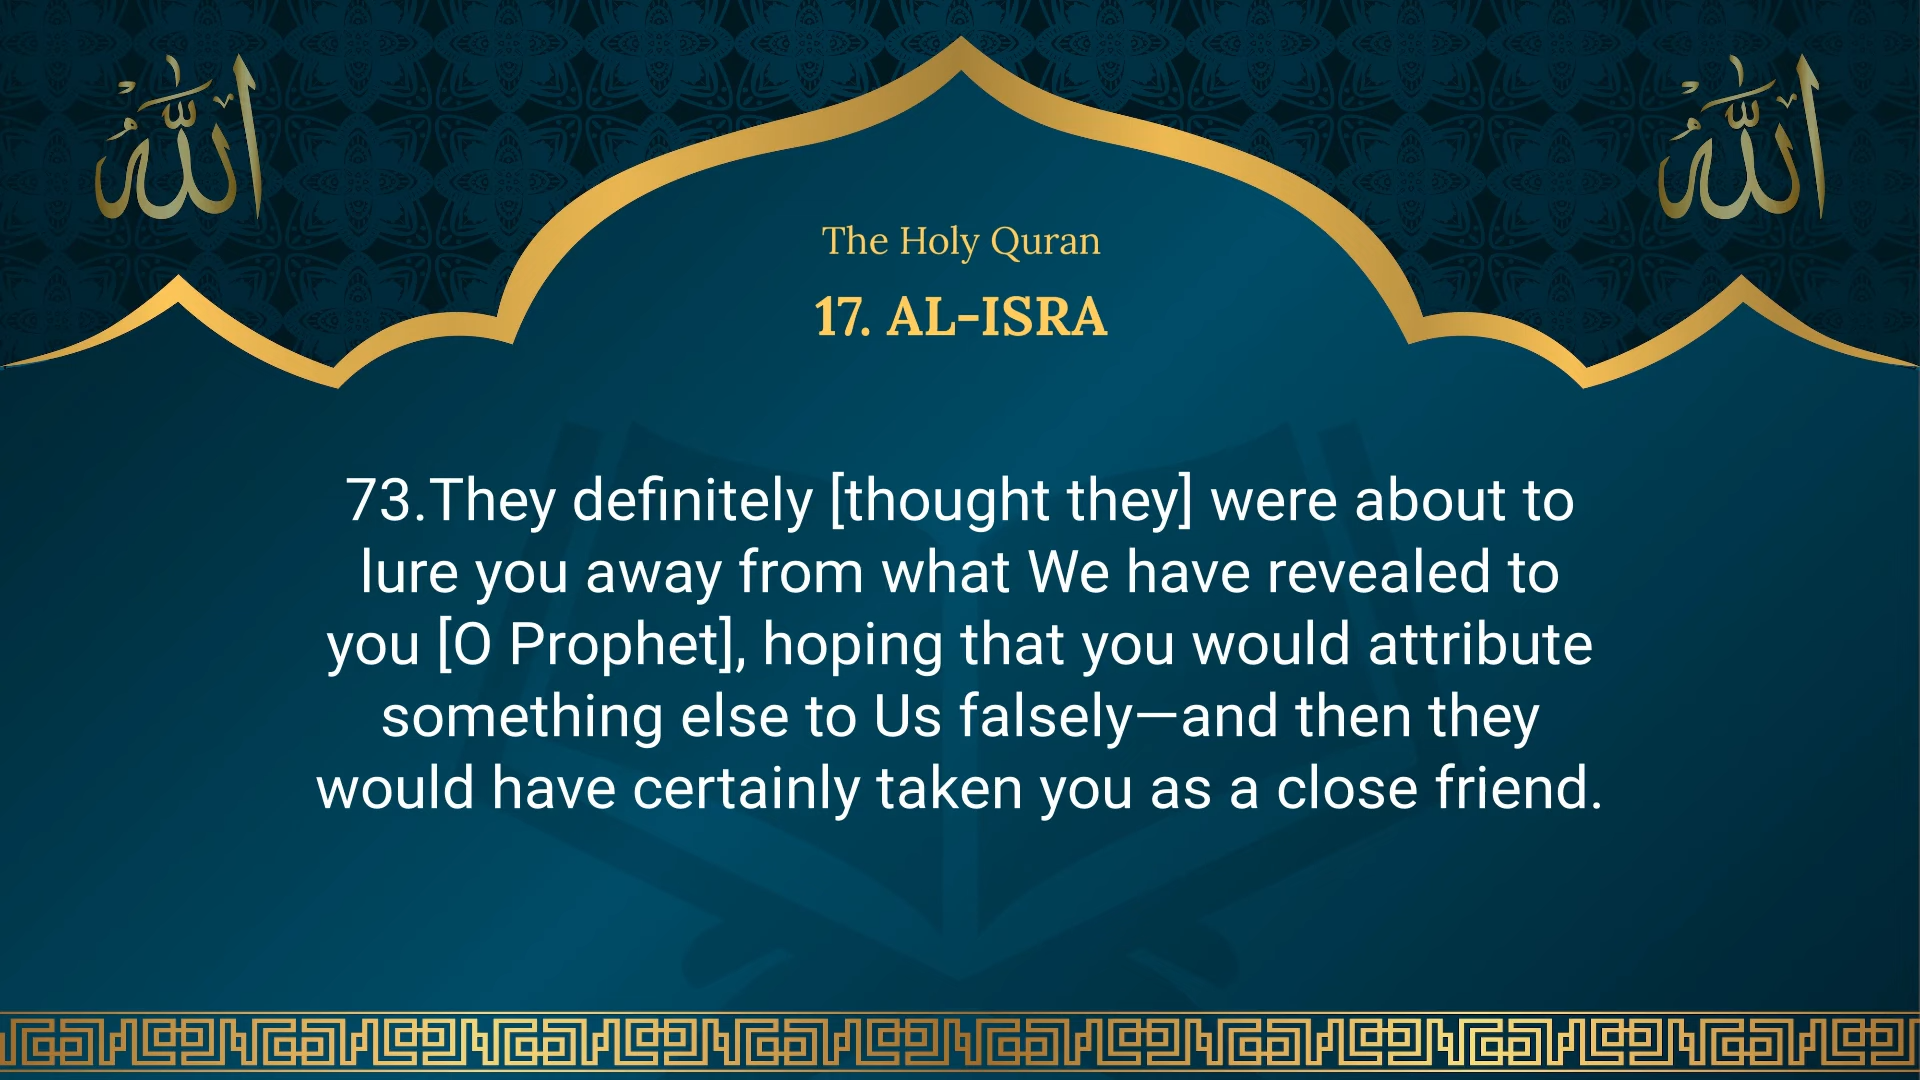 الله
الله
The Holy Quran
17. AL-ISRA
73.They definitely [thought they] were about to
lure you away from what We have revealed to
you [O Prophet], hoping that you would attribute
something else to Us falsely—and then they
would have certainly taken you as a close friend.